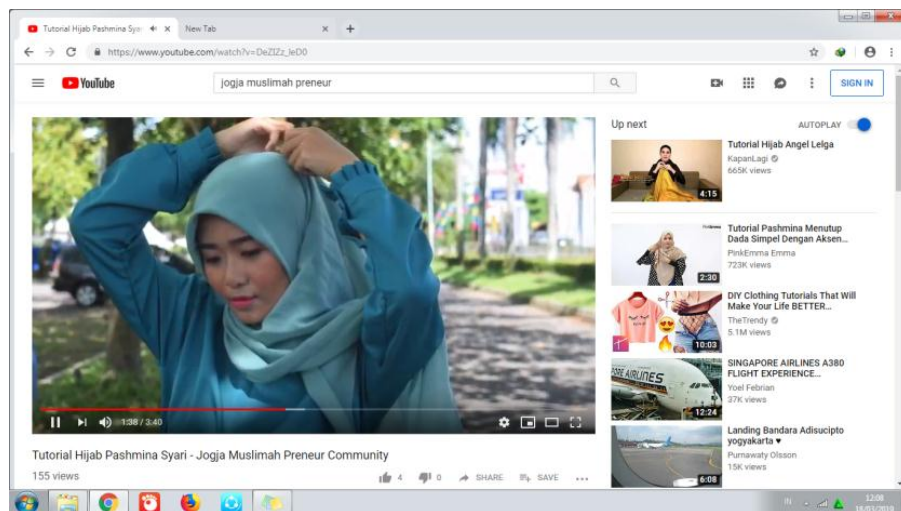 Tutorial Hijab Pashmina Sya
New Tab
https://www.youtube.com/watch?v=DeZlZz_leD0
YouTube
jogja muslimah preneur
SIGN IN
Up next
AUTOPLAY
Tutorial Hijab Angel Lelga
KapanLagi
665K views
4:15
Tutorial Pashmina Menutup
Dada Simpel Dengan Aksen...
PinkEmma Emma
723K views
2:30
DIY Clothing Tutorials That Will
Make Your Life BETTER...
TheTrendy
5.1M views
10:03
SINGAPORE AIRLINES A380
FLIGHT EXPERIENCE...
Yoel Febrian
37K views
12:24
Landing Bandara Adisucipto
yogyakarta ♥
Purnawaty Olsson
15K views
6:08
1:38 / 3:40
Tutorial Hijab Pashmina Syari - Jogja Muslimah Preneur Community
155 views
4
0
SHARE
SAVE
IN
12:08
18/03/2019